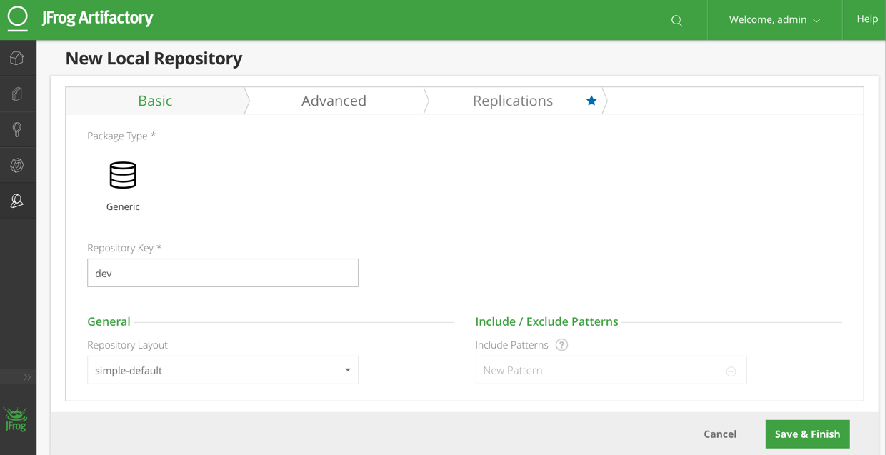 JFrog Artifactory
Welcome, admin
Help
New Local Repository
Basic
Advanced
Replications
Package Type *
Generic
Repository Key *
dev
General
Include / Exclude Patterns
Repository Layout
Include Patterns ?
simple-default
New Pattern
JFrog
Cancel
Save & Finish